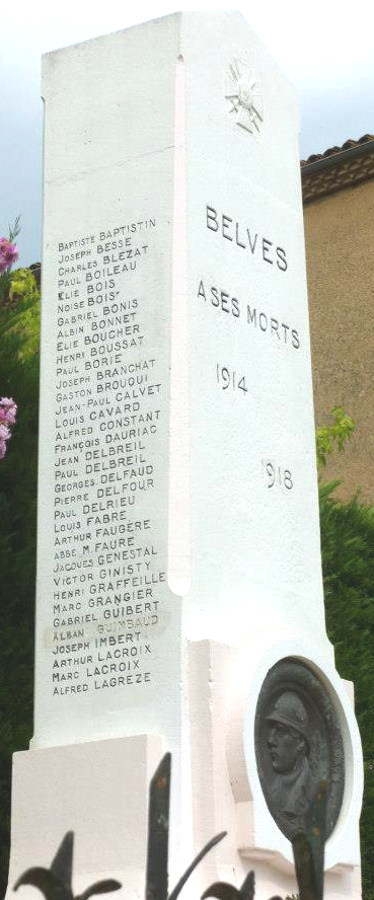 BAPTISTE BAPTISTIN
JOSEPH BESSE
CHARLES BLEZAT
PAUL BOILEAU
ELIE BOIS
NOISE BOIS
GABRIEL BONIS
ALBIN BONNET
ELIE BOUCHER
HENRI BOUSSAT
PAUL BORIE
JOSEPH BRANCHAT
GASTON BROUQUI
JEAN-PAUL CALVET
LOUIS CAVARD
ALFRED CONSTANT
FRANÇOIS DAURIAC
JEAN DELBREIL
PAUL DELBREIL
GEORGES DELFAUD
PIERRE DELFOUR
PAUL DELRIEU
LOUIS FABRE
ARTHUR FAUGÈRE
ABBÉ M. FAURE
JACQUES GENESTAL
VICTOR GINISTY
HENRI GRAFFEILLE
MARC GRANGIER
GABRIEL GUIBERT
ALBAN GUIMBAUD
JOSEPH IMBERT
ARTHUR LACROIX
MARC LACROIX
ALFRED LAGREZE
BELVES
A SES MORTS
1914
1918